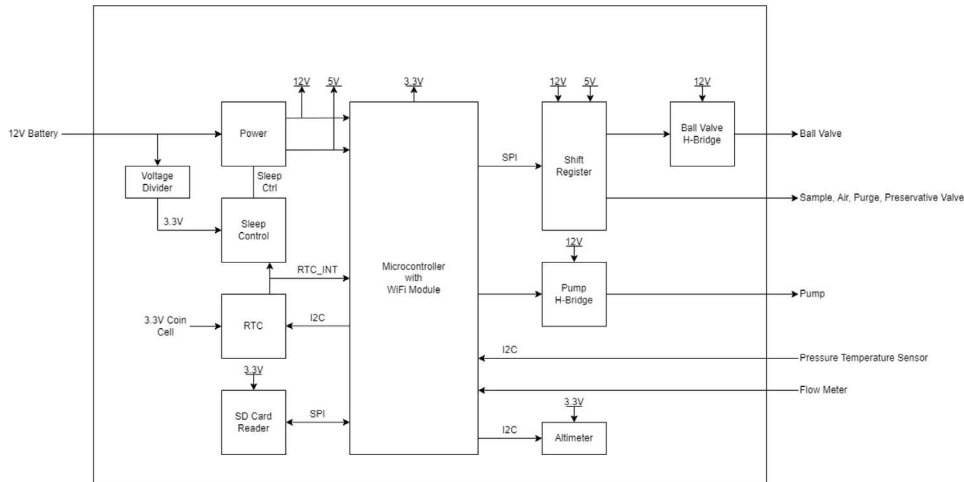 12V
5V
3.3V
12V
5V
12V
12V Battery
Power
Ball Valve
H-Bridge
Ball Valve
SPI
Shift
Register
Voltage
Divider
Sleep
Ctrl
Sample, Air, Purge, Preservative Valve
3.3V
Sleep
Control
12V
RTC_INT
Microcontroller
with
WiFi Module
Pump
H-Bridge
Pump
3.3V Coin
Cell
RTC
I2C
I2C
Pressure Temperature Sensor
3.3V
Flow Meter
SD Card
Reader
SPI
3.3V
I2C
Altimeter